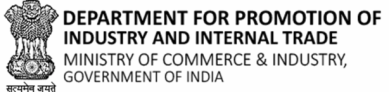 DEPARTMENT FOR PROMOTION OF
INDUSTRY AND INTERNAL TRADE
MINISTRY OF COMMERCE & INDUSTRY,
GOVERNMENT OF INDIA
सत्यमेव जयते